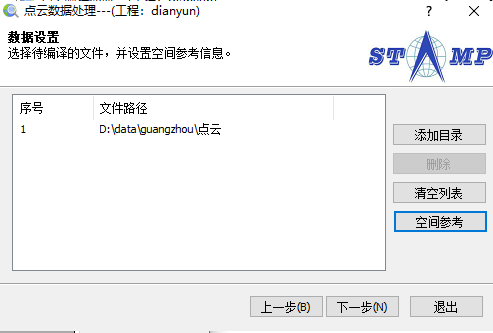 点云数据处理---(工程：dianyun)
数据设置
选择待编译的文件，并设置空间参考信息。
STAMP
序号 文件路径
1 D:\data\guangzhou\点云
添加目录
删除
清空列表
空间参考
上一步(B) 下一步(N) 退出